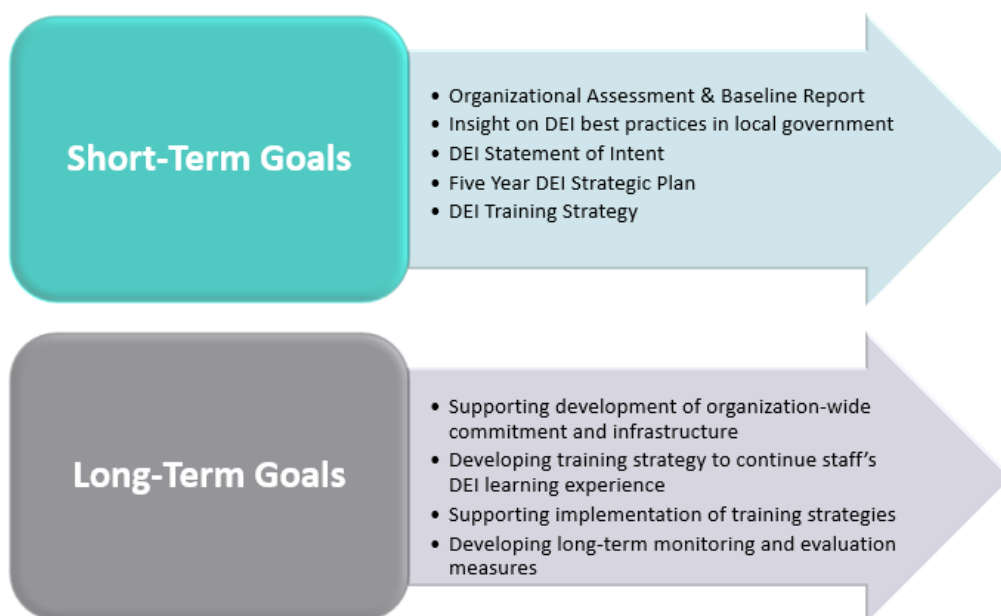 Short-Term Goals
• Organizational Assessment & Baseline Report
• Insight on DEI best practices in local government
• DEI Statement of Intent
• Five Year DEI Strategic Plan
• DEI Training Strategy
Long-Term Goals
• Supporting development of organization-wide
commitment and infrastructure
• Developing training strategy to continue staff’s
DEI learning experience
• Supporting implementation of training strategies
• Developing long-term monitoring and evaluation
measures